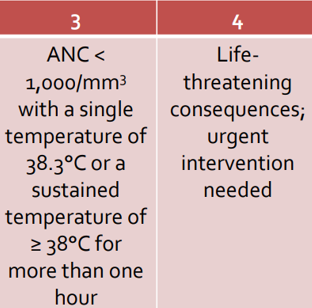 3
ANC <
1,000/mm³
with a single
temperature of
38.3°C or a
sustained
temperature of
≥ 38°C for
more than one
hour
4
Life-
threatening
consequences;
urgent
intervention
needed